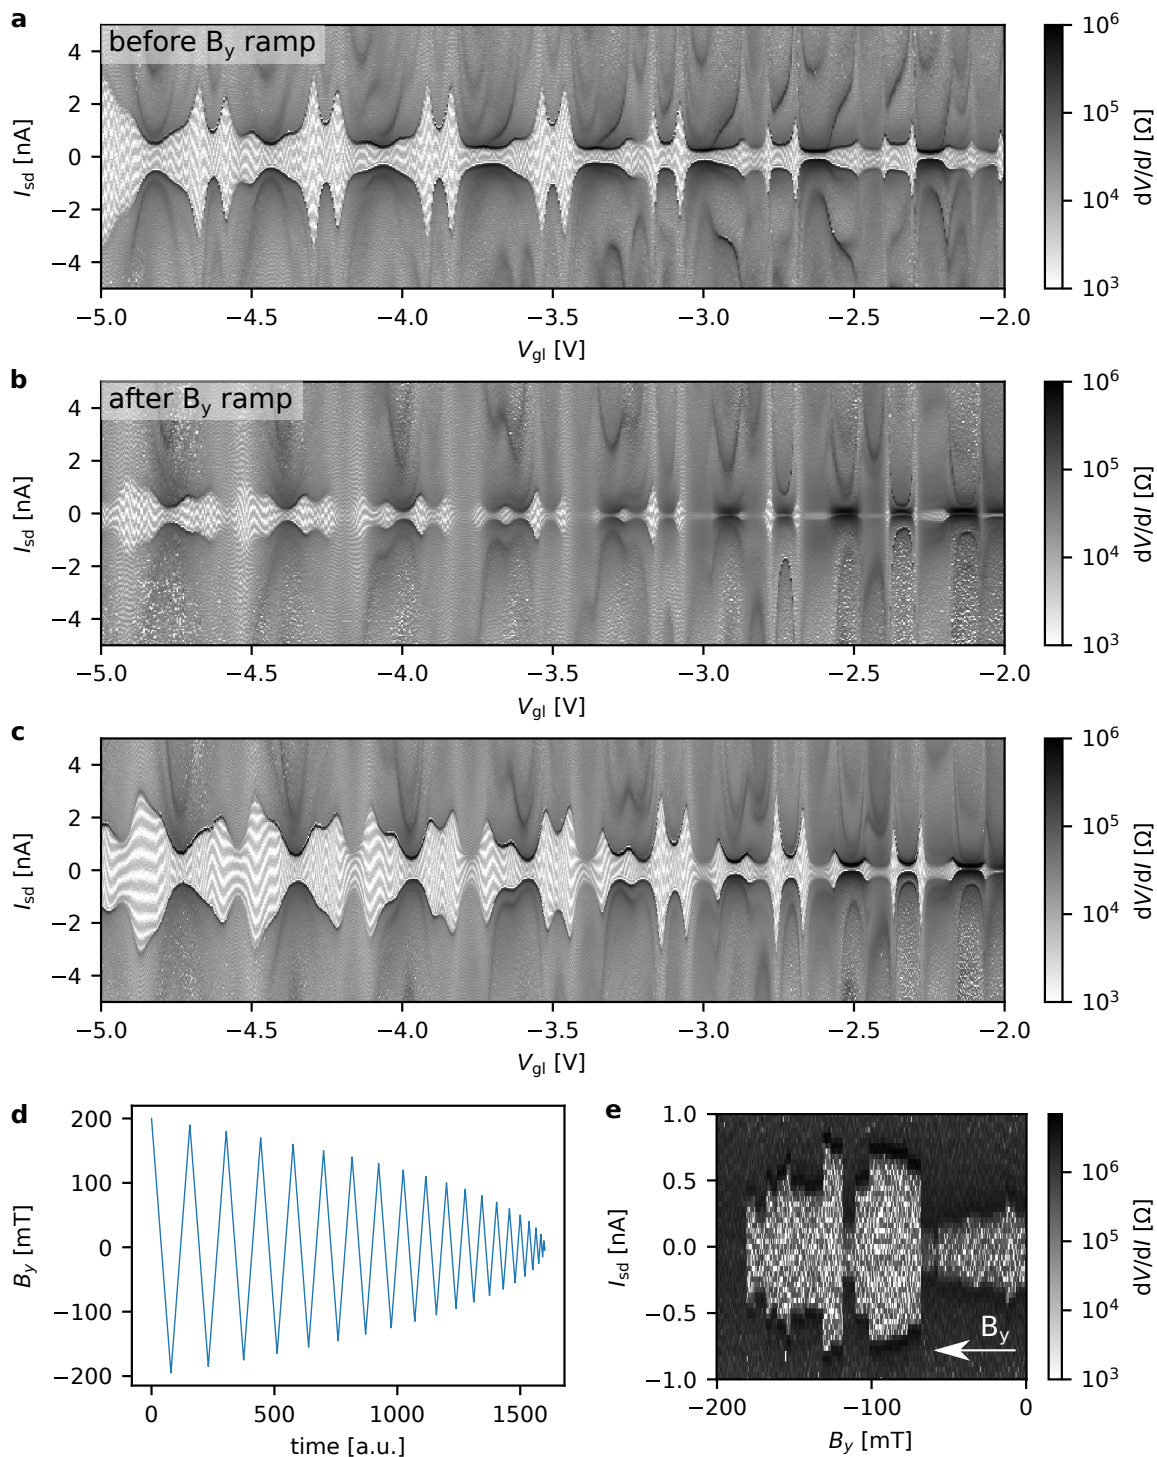 a
before B_y ramp
I_sd [nA]
4
2
0
−2
−4
−5.0 −4.5 −4.0 −3.5 −3.0 −2.5 −2.0
V_gl [V]
10^6
10^5
10^4
10^3
dV/dI [Ω]
b
after B_y ramp
I_sd [nA]
4
2
0
−2
−4
−5.0 −4.5 −4.0 −3.5 −3.0 −2.5 −2.0
V_gl [V]
10^6
10^5
10^4
10^3
dV/dI [Ω]
c
I_sd [nA]
4
2
0
−2
−4
−5.0 −4.5 −4.0 −3.5 −3.0 −2.5 −2.0
V_gl [V]
10^6
10^5
10^4
10^3
dV/dI [Ω]
d
B_y [mT]
200
100
0
−100
−200
0 500 1000 1500
time [a.u.]
e
I_sd [nA]
1.0
0.5
0.0
−0.5
−1.0
B_y
−200 −100 0
B_y [mT]
10^6
10^5
10^4
10^3
dV/dI [Ω]